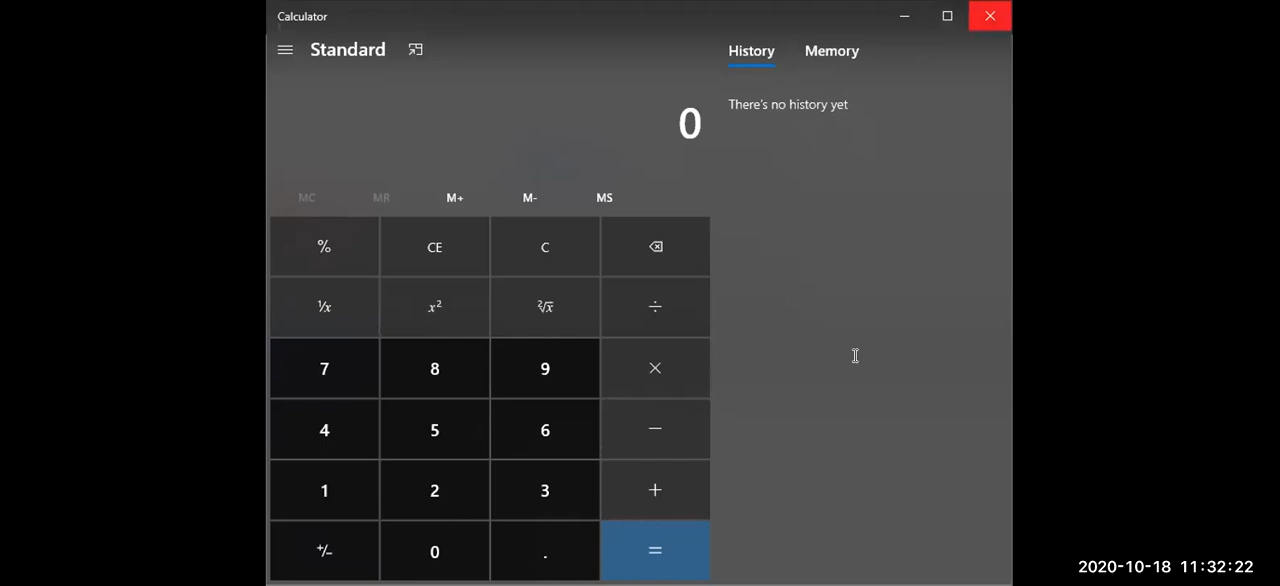 Calculator
Standard
History Memory
There's no history yet
0
MC MR M+ M- MS
% CE C
1/x x² ²√x ÷
7 8 9 ×
4 5 6 −
1 2 3 +
+/− 0 . =
2020-10-18 11:32:22